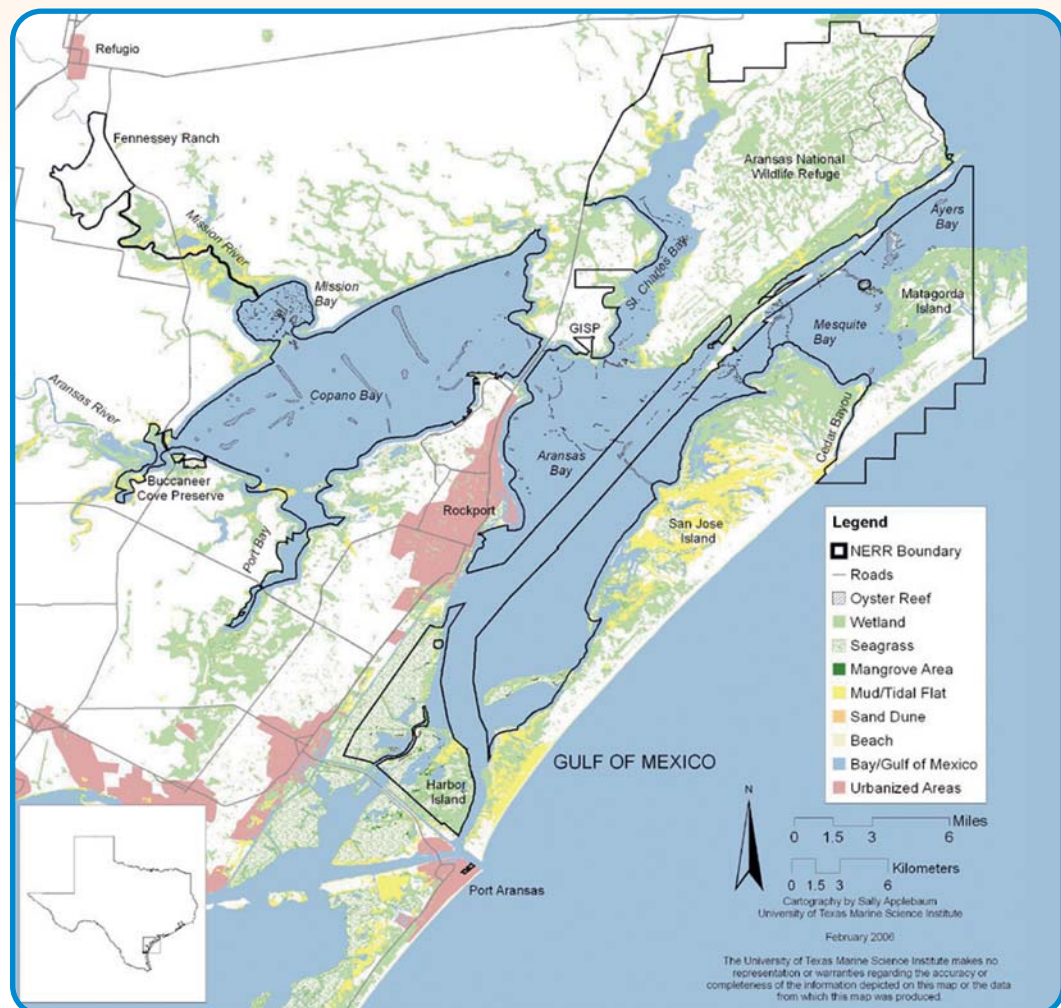 Refugio
Fennessey Ranch
Mission River
Mission
Bay
Aransas National
Wildlife Refuge
Ayers
Bay
St. Charles Bay
Matagorda
Island
GISP
Mesquite
Bay
Copano Bay
Aransas River
Cedar Bayou
Aransas
Bay
Buccaneer
Cove Preserve
Rockport
Port Bay
San Jose
Island
Legend
NERR Boundary
Roads
Oyster Reef
Wetland
Seagrass
Mangrove Area
Mud/Tidal Flat
Sand Dune
Beach
Bay/Gulf of Mexico
Urbanized Areas
GULF OF MEXICO
Harbor
Island
Port Aransas
N
Miles
0 1.5 3 6
Kilometers
0 1.5 3 6
Cartography by Sally Applebaum
University of Texas Marine Science Institute
February 2006
The University of Texas Marine Science Institute makes no
representation or warranties regarding the accuracy or
completeness of the information depicted on this map or the data
from which this map was produced.